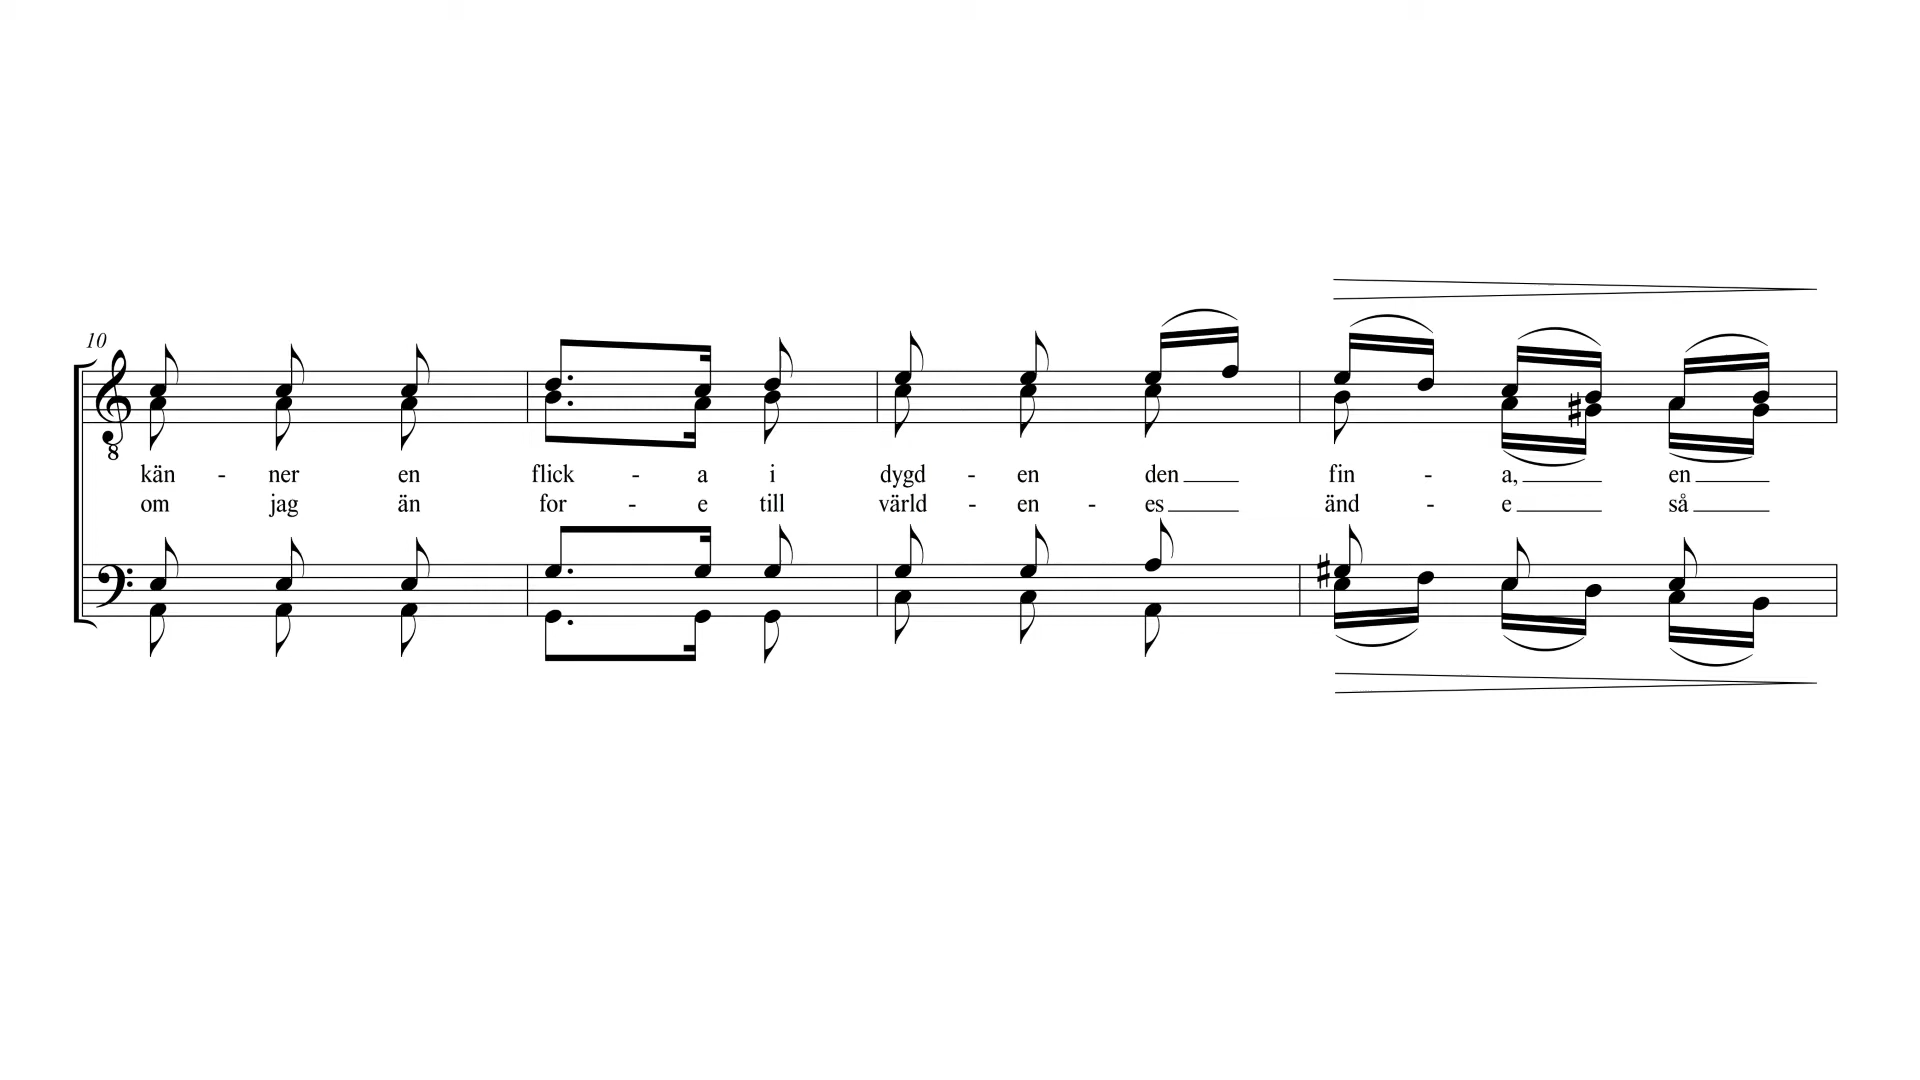 10
8
kän - ner en flick - a i dygd - en den fin - a, en
om jag än for - e till värld - en - es änd - e så